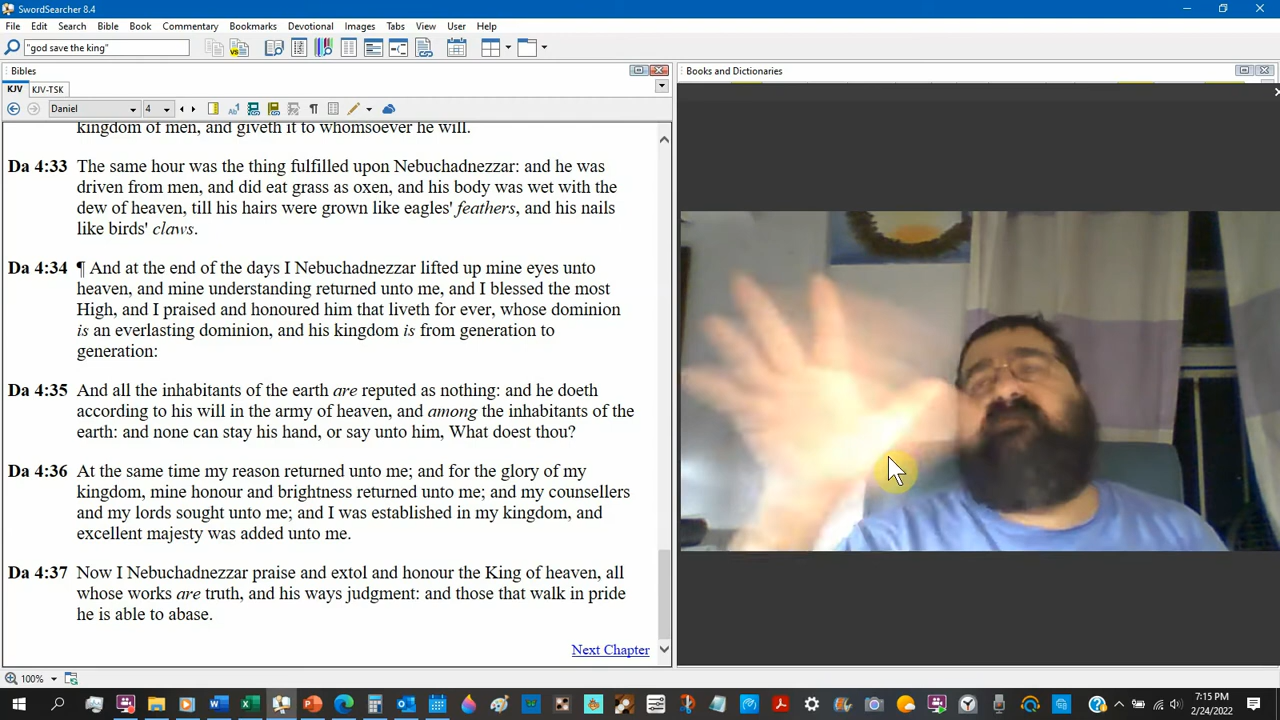 SwordSearcher 8.4
File Edit Search Bible Book Commentary Bookmarks Devotional Images Tabs View User Help
"god save the king"
Bibles
Books and Dictionaries
KJV KJV-TSK
Daniel 4
kingdom of men, and giveth it to whomsoever he will.
Da 4:33 The same hour was the thing fulfilled upon Nebuchadnezzar: and he was
driven from men, and did eat grass as oxen, and his body was wet with the
dew of heaven, till his hairs were grown like eagles' feathers, and his nails
like birds' claws.
Da 4:34 ¶ And at the end of the days I Nebuchadnezzar lifted up mine eyes unto
heaven, and mine understanding returned unto me, and I blessed the most
High, and I praised and honoured him that liveth for ever, whose dominion
is an everlasting dominion, and his kingdom is from generation to
generation:
Da 4:35 And all the inhabitants of the earth are reputed as nothing: and he doeth
according to his will in the army of heaven, and among the inhabitants of the
earth: and none can stay his hand, or say unto him, What doest thou?
Da 4:36 At the same time my reason returned unto me; and for the glory of my
kingdom, mine honour and brightness returned unto me; and my counsellers
and my lords sought unto me; and I was established in my kingdom, and
excellent majesty was added unto me.
Da 4:37 Now I Nebuchadnezzar praise and extol and honour the King of heaven, all
whose works are truth, and his ways judgment: and those that walk in pride
he is able to abase.
Next Chapter
100%
7:15 PM
2/24/2022